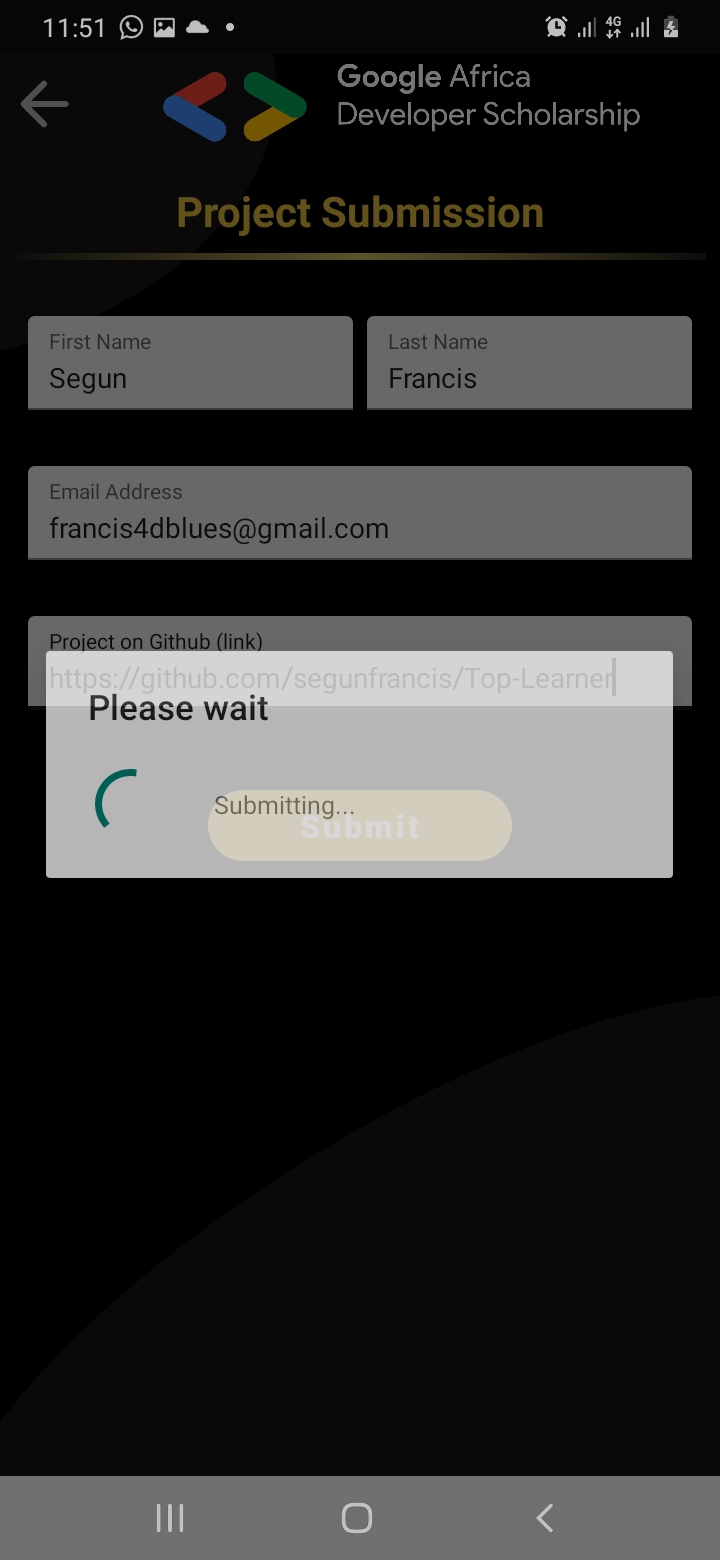 11:51
4G
Google Africa
Developer Scholarship
Project Submission
First Name
Segun
Last Name
Francis
Email Address
francis4dblues@gmail.com
Project on Github (link)
https://github.com/segunfrancis/Top-Learner
Please wait
Submitting...
Submit